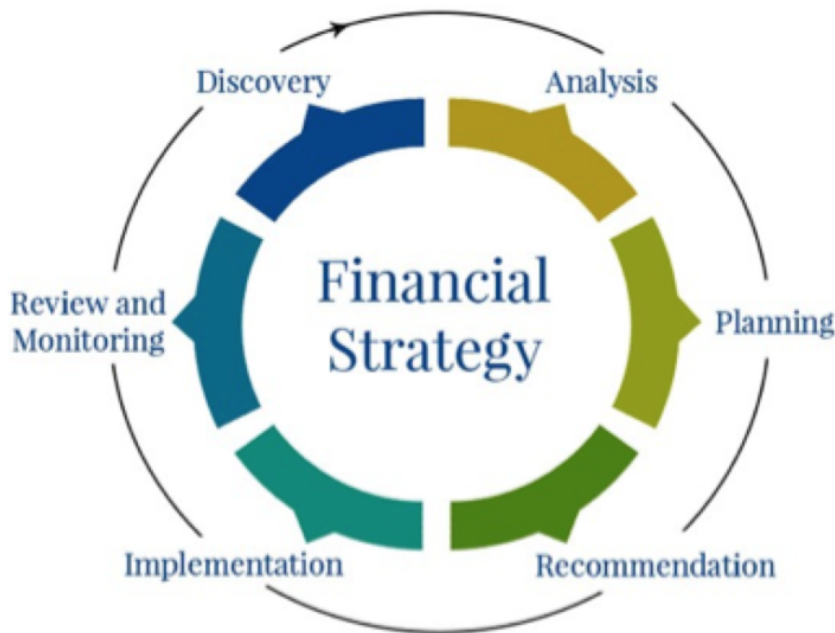 Discovery
Analysis
Financial
Strategy
Review and
Monitoring
Planning
Implementation
Recommendation